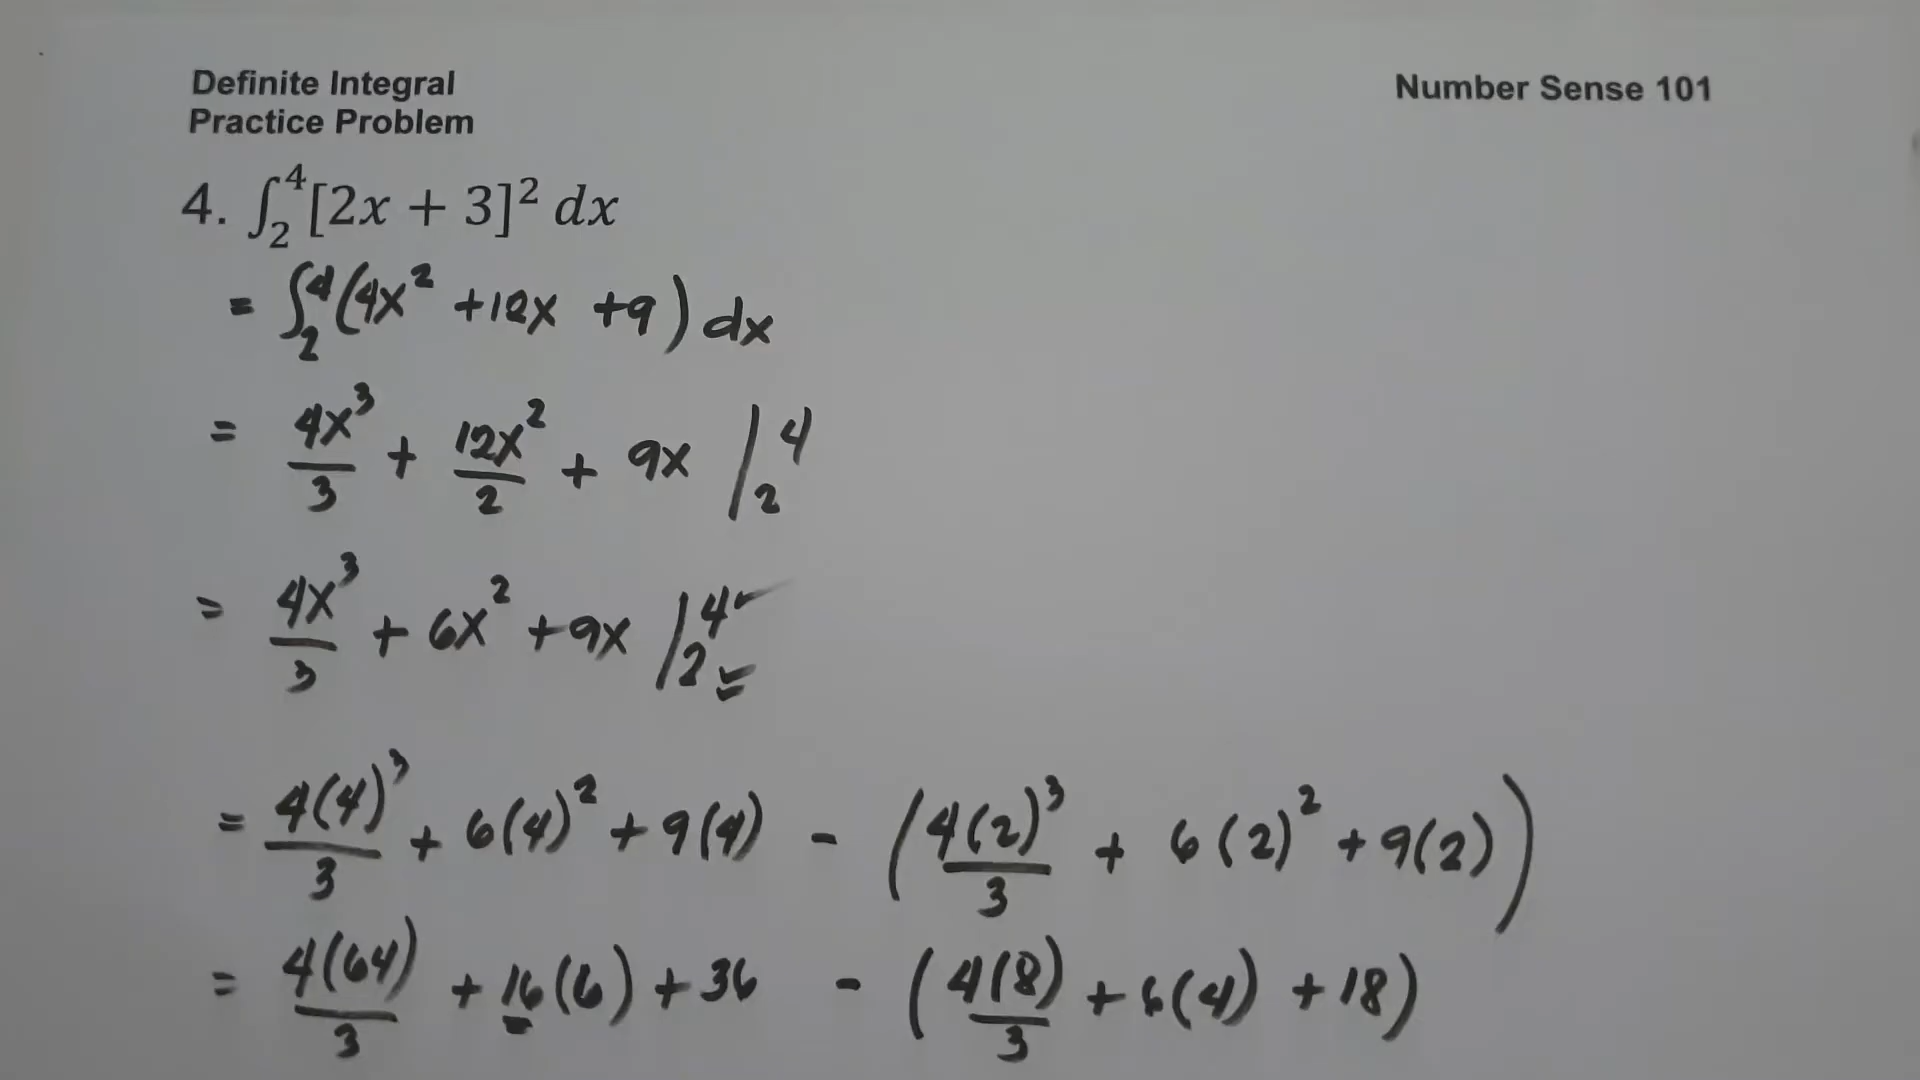 Definite Integral
Practice Problem
Number Sense 101
4. ∫₂⁴[2x + 3]² dx
= ∫₂⁴(4x² +12x +9) dx
= 4x³/3 + 12x²/2 + 9x |₂⁴
= 4x³/3 + 6x² +9x |₂⁴
= 4(4)³/3 + 6(4)² + 9(4) - (4(2)³/3 + 6(2)² + 9(2))
= 4(64)/3 + 16(6) + 36 - (4(8)/3 + 6(4) + 18)